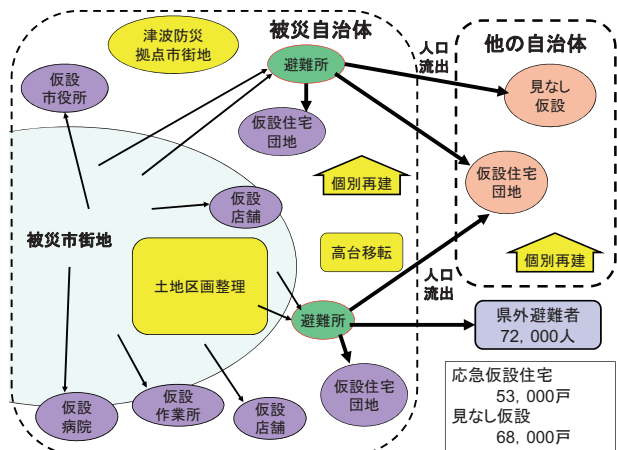 津波防災
拠点市街地
被災自治体
他の自治体
人口
流出
避難所
仮設
市役所
見なし
仮設
仮設住宅
団地
個別再建
仮設住宅
団地
仮設
店舗
被災市街地
高台移転
個別再建
土地区画整理
人口
流出
避難所
県外避難者
72,000人
仮設住宅
団地
仮設
病院
仮設
作業所
仮設
店舗
応急仮設住宅
53,000戸
見なし仮設
68,000戸